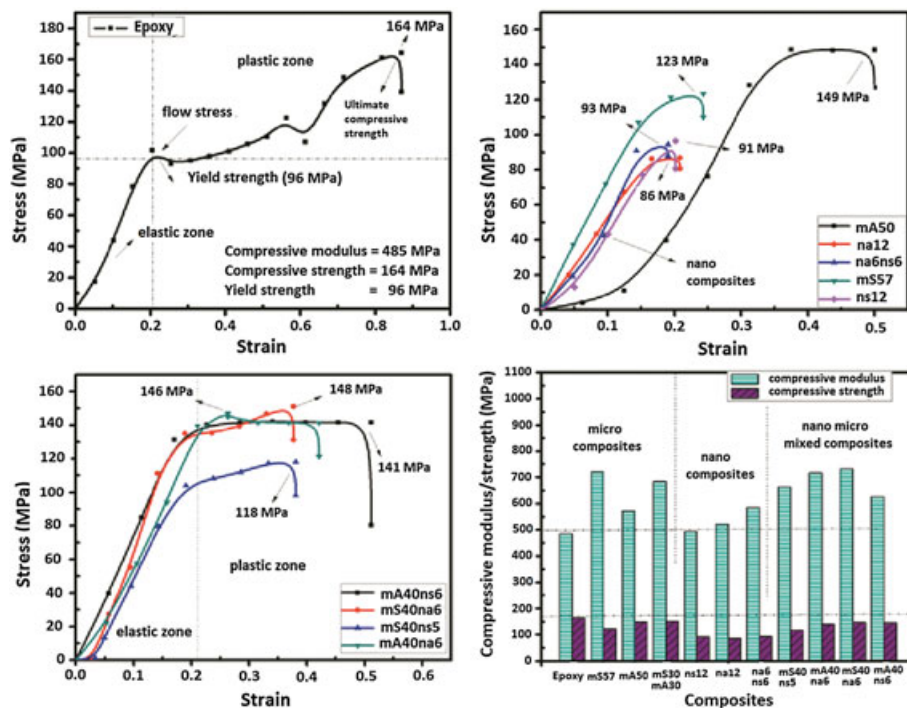 Epoxy
164 MPa
plastic zone
flow stress
Ultimate
compressive
strength
Yield strength (96 MPa)
elastic zone
Compressive modulus = 485 MPa
Compressive strength = 164 MPa
Yield strength = 96 MPa
Stress (MPa)
180
160
140
120
100
80
60
40
20
0
0.0 0.2 0.4 0.6 0.8 1.0
Strain
123 MPa
93 MPa
149 MPa
91 MPa
86 MPa
nano
composites
mA50
na12
na6ns6
mS57
ns12
Stress (MPa)
160
140
120
100
80
60
40
20
0
0.0 0.1 0.2 0.3 0.4 0.5
Strain
146 MPa
148 MPa
141 MPa
118 MPa
plastic zone
elastic zone
mA40ns6
mS40na6
mS40ns5
mA40na6
Stress (MPa)
160
140
120
100
80
60
40
20
0
0.0 0.1 0.2 0.3 0.4 0.5 0.6
Strain
compressive modulus
compressive strength
micro
composites
nano
composites
nano micro
mixed composites
Compressive modulus/strength (MPa)
1100
1000
900
800
700
600
500
400
300
200
100
0
Epoxy mS57 mA50 mS30 ns12 na12 na6 mS40 mA40 mS40 mA40
mA30 ns6 ns5 na6 na6 ns6
Composites